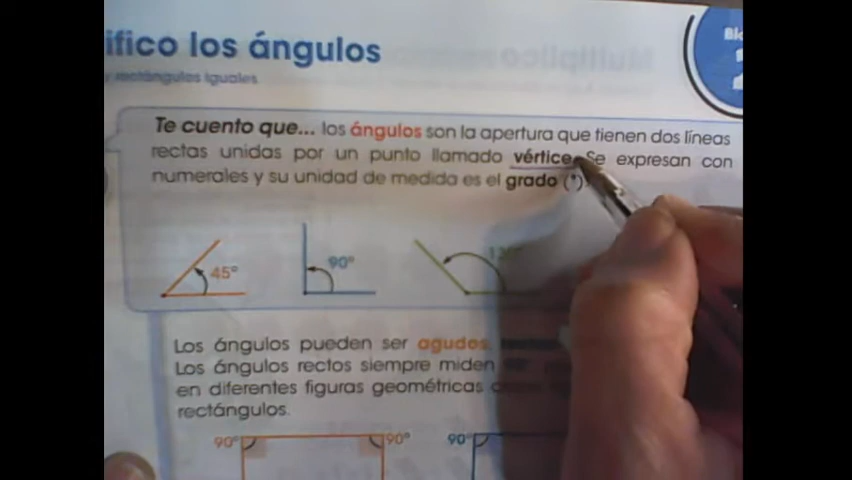 ifico los ángulos
y rectángulos iguales.
Te cuento que... los ángulos son la apertura que tienen dos líneas
rectas unidas por un punto llamado vértice. Se expresan con
numerales y su unidad de medida es el grado (°).
45°
90°
Los ángulos pueden ser agudos,
Los ángulos rectos siempre miden
en diferentes figuras geométricas
rectángulos.
90° 90° 90°